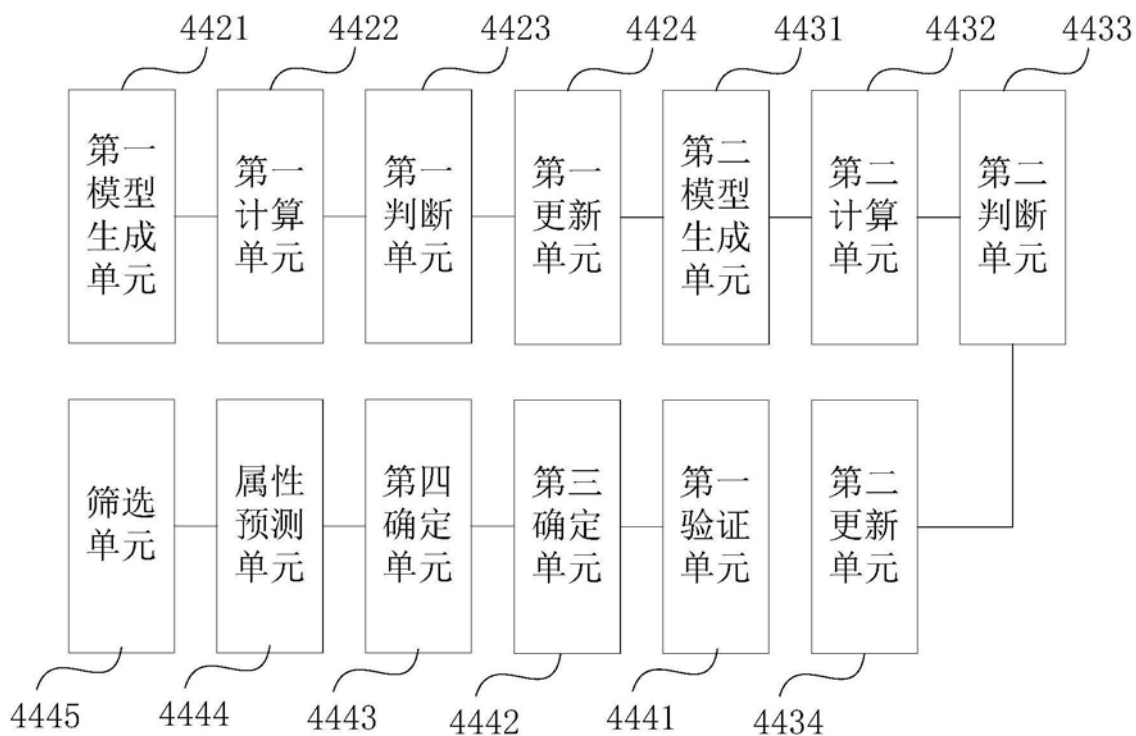 4421 4422 4423 4424 4431 4432 4433
第一
模型
生成
单元
第一
计算
单元
第一
判断
单元
第一
更新
单元
第二
模型
生成
单元
第二
计算
单元
第二
判断
单元
筛选
单元
属性
预测
单元
第四
确定
单元
第三
确定
单元
第一
验证
单元
第二
更新
单元
4445 4444 4443 4442 4441 4434